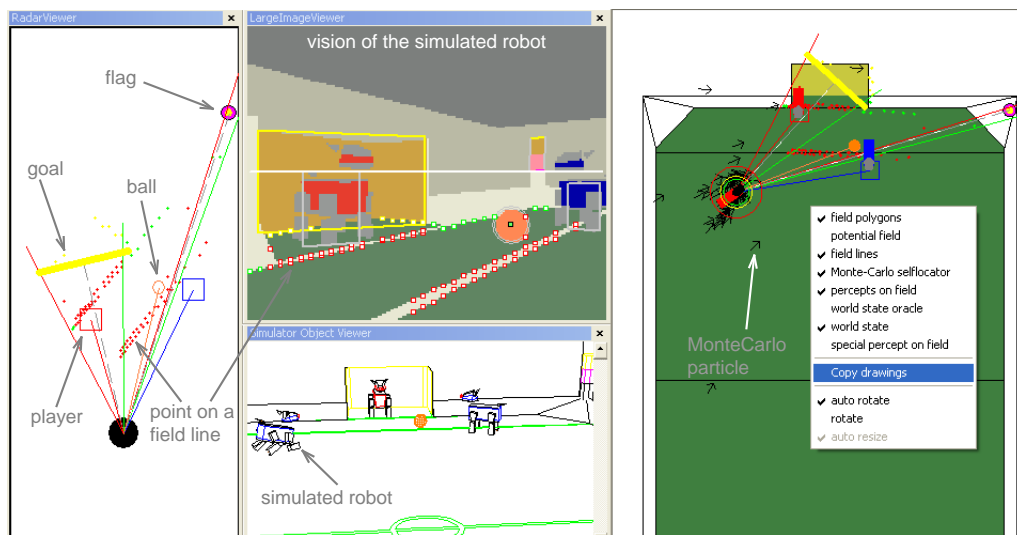 RadarViewer
×
flag
goal
ball
player
point on a
field line
LargeImageViewer
×
vision of the simulated robot
Simulator Object Viewer
×
simulated robot
MonteCarlo
particle
✓ field polygons
potential field
✓ field lines
✓ Monte-Carlo selflocator
✓ percepts on field
world state oracle
✓ world state
special percept on field
Copy drawings
✓ auto rotate
rotate
✓ auto resize